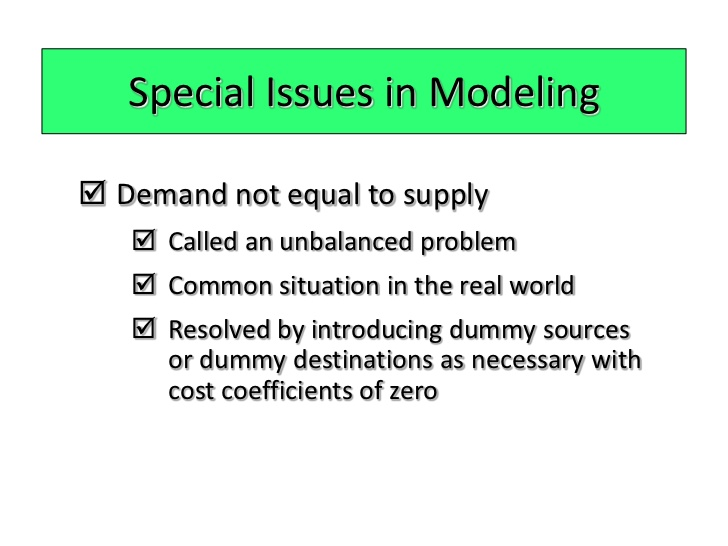 Special Issues in Modeling
☑ Demand not equal to supply
☑ Called an unbalanced problem
☑ Common situation in the real world
☑ Resolved by introducing dummy sources
or dummy destinations as necessary with
cost coefficients of zero